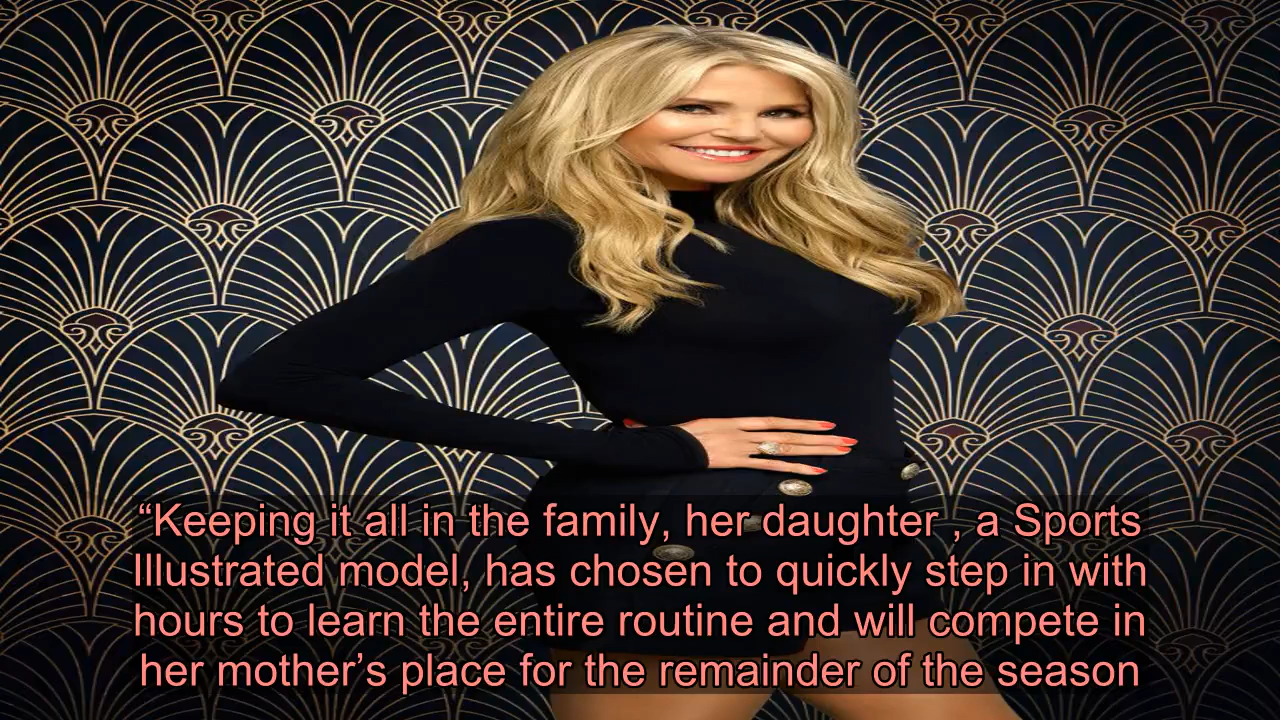 “Keeping it all in the family, her daughter , a Sports
Illustrated model, has chosen to quickly step in with
hours to learn the entire routine and will compete in
her mother’s place for the remainder of the season